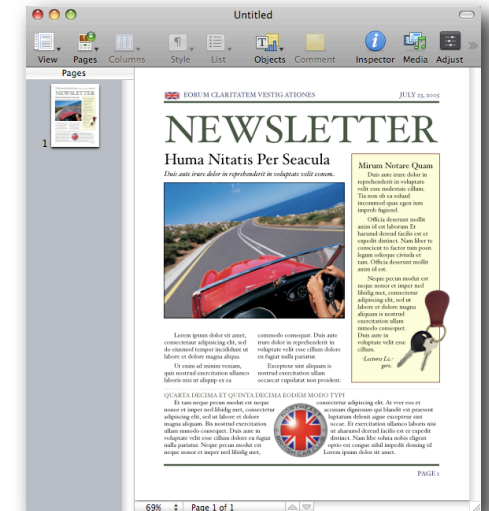 Untitled
View Pages Columns Style List Objects Comment Inspector Media Adjust
Pages
1
EORUM CLARITATEM VESTIG ATIONES JULY 23, 2005
NEWSLETTER
Huma Nitatis Per Seacula
Duis aute irure dolor in reprehenderit in voluptate velit conem.
Mirum Notare Quam
Duis aute irure dolor in
reprehenderit in voluptate
velit esse molestaie cillum.
Tia non ob ea soluad
incommod quae egen ium
improb fugiend.
Officia deserunt mollit
anim id est laborum Et
harumd dereud facilis est er
expedit distinct. Nam liber te
conscient to factor tum poen
legum odioque civiuda et
tam. Officia deserunt mollit
anim id est.
Neque pecun modut est
neque nonor et imper ned
libidig met, consectetur
adipiscing elit, sed ut
labore et dolore magna
aliquam is nostrud
exercitation ullam
mmodo consequet.
Duis aute in
voluptate velit esse
cillum.
-Lectorus Le-
gere.
Lorem ipsum dolor sit amet,
consectetaur adipisicing elit, sed
do eiusmod tempor incididunt ut
labore et dolore magna aliqua.
Ut enim ad minim veniam,
quis nostrud exercitation ullamco
laboris nisi ut aliquip ex ea
commodo consequat. Duis aute
irure dolor in reprehenderit in
voluptate velit esse cillum dolore
eu fugiat nulla pariatur.
Excepteur sint aliquam is
nostrud exercitation ullam
occaecat cupidatat non proident.
QUARTA DECIMA ET QUINTA DECIMA EODEM MODO TYPI
Et tam neque pecun modut est neque
nonor et imper ned libidig met, consectetur
adipiscing elit, sed ut labore et dolore
magna aliquam. Bis nostrud exercitation
ullam mmodo consequet. Duis aute in
voluptate velit esse cillum dolore eu fugiat
nulla pariatur. Neque pecun modut est
neque nonor et imper ned libidig met,
consectetur adipiscing elit. At vver eos et
accusam dignissum qui blandit est praesent
luptatum delenit aigue excepteur sint
occae. Et exercitation ullamco laboris nisi
ut aharumd dereud facilis est er expedit
distinct. Nam libe soluta nobis eligent
optio est congue nihil impedit doming id
Lorem ipsum dolor sit amet.
PAGE 1
69% Page 1 of 1